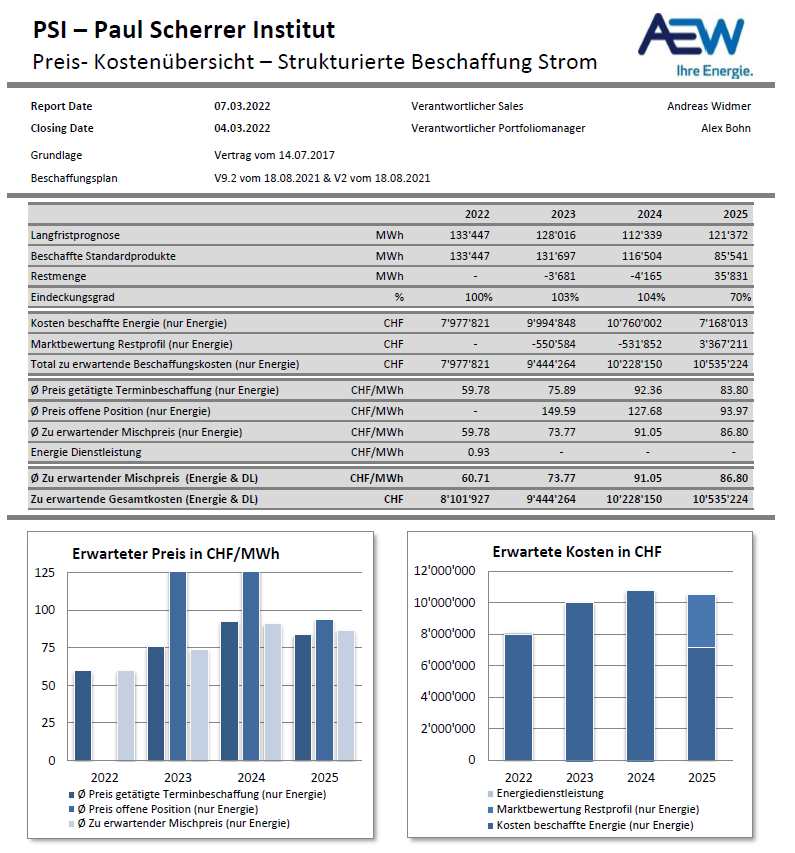 PSI – Paul Scherrer Institut
Preis- Kostenübersicht – Strukturierte Beschaffung Strom
AEW
Ihre Energie.
Report Date 07.03.2022 Verantwortlicher Sales Andreas Widmer
Closing Date 04.03.2022 Verantwortlicher Portfoliomanager Alex Bohn
Grundlage Vertrag vom 14.07.2017
Beschaffungsplan V9.2 vom 18.08.2021 & V2 vom 18.08.2021
2022 2023 2024 2025
Langfristprognose MWh 133'447 128'016 112'339 121'372
Beschaffte Standardprodukte MWh 133'447 131'697 116'504 85'541
Restmenge MWh - -3'681 -4'165 35'831
Eindeckungsgrad % 100% 103% 104% 70%
Kosten beschaffte Energie (nur Energie) CHF 7'977'821 9'994'848 10'760'002 7'168'013
Marktbewertung Restprofil (nur Energie) CHF - -550'584 -531'852 3'367'211
Total zu erwartende Beschaffungskosten (nur Energie) CHF 7'977'821 9'444'264 10'228'150 10'535'224
Ø Preis getätigte Terminbeschaffung (nur Energie) CHF/MWh 59.78 75.89 92.36 83.80
Ø Preis offene Position (nur Energie) CHF/MWh - 149.59 127.68 93.97
Ø Zu erwartender Mischpreis (nur Energie) CHF/MWh 59.78 73.77 91.05 86.80
Energie Dienstleistung CHF/MWh 0.93 - - -
Ø Zu erwartender Mischpreis (Energie & DL) CHF/MWh 60.71 73.77 91.05 86.80
Zu erwartende Gesamtkosten (Energie & DL) CHF 8'101'927 9'444'264 10'228'150 10'535'224
Erwarteter Preis in CHF/MWh
125
100
75
50
25
0
2022 2023 2024 2025
Ø Preis getätigte Terminbeschaffung (nur Energie)
Ø Preis offene Position (nur Energie)
Ø Zu erwartender Mischpreis (nur Energie)
Erwartete Kosten in CHF
12'000'000
10'000'000
8'000'000
6'000'000
4'000'000
2'000'000
0
2022 2023 2024 2025
Energiedienstleistung
Marktbewertung Restprofil (nur Energie)
Kosten beschaffte Energie (nur Energie)